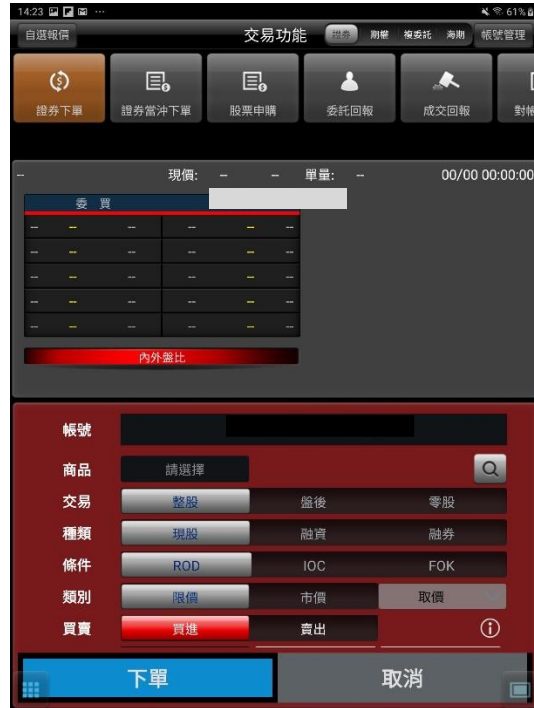 14:23 ... 61%
自選報價 交易功能 證券 期權 複委託 海期 帳號管理
證券下單 證券當沖下單 股票申購 委託回報 成交回報 對帳
-- 現價: -- -- 單量: -- 00/00 00:00:00
委 買
-- -- -- -- -- --
-- -- -- -- -- --
-- -- -- -- -- --
-- -- -- -- -- --
-- -- -- -- -- --
內外盤比
帳號
商品 請選擇
交易 整股 盤後 零股
種類 現股 融資 融券
條件 ROD IOC FOK
類別 限價 市價 取價
買賣 買進 賣出
下單 取消